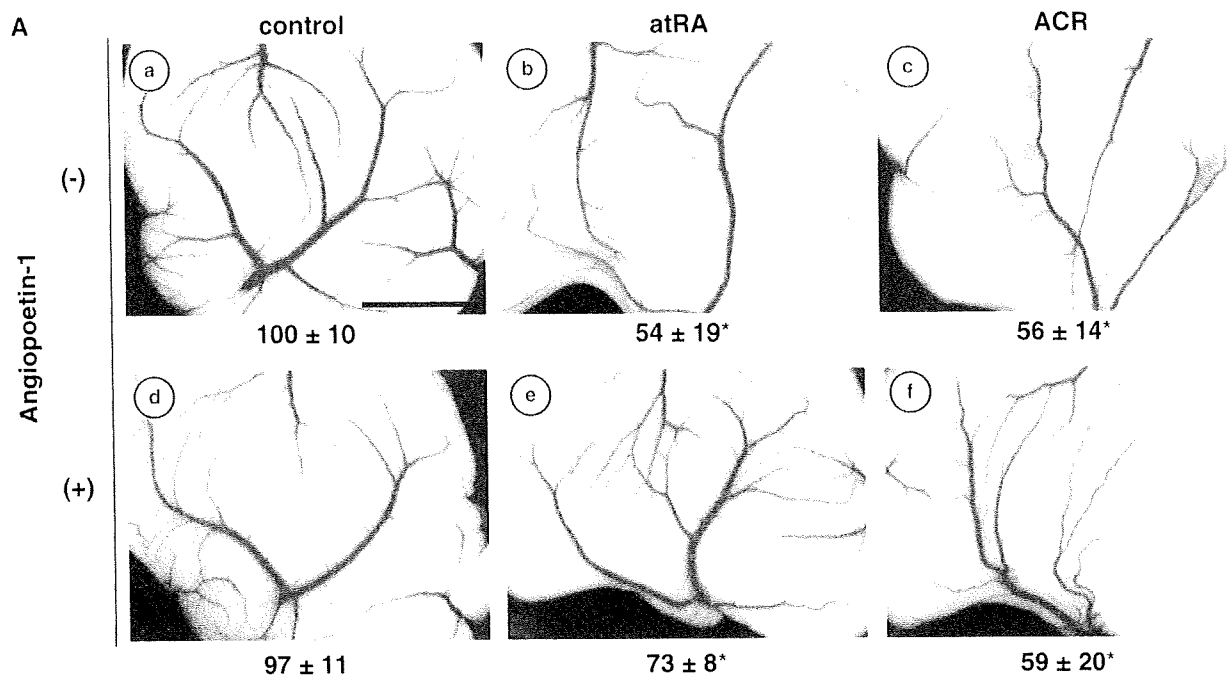 A
control atRA ACR
a b c
(-)
100 ± 10 54 ± 19* 56 ± 14*
Angiopoetin-1
d e f
(+)
97 ± 11 73 ± 8* 59 ± 20*